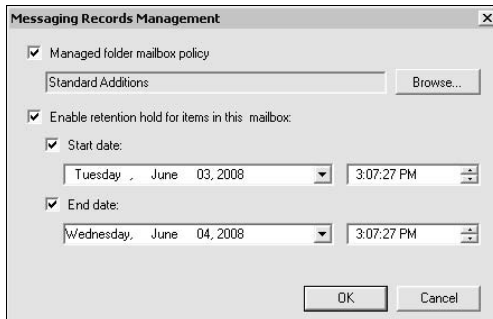 Messaging Records Management
Managed folder mailbox policy
Standard Additions
Browse...
Enable retention hold for items in this mailbox:
Start date:
Tuesday , June 03, 2008 3:07:27 PM
End date:
Wednesday, June 04, 2008 3:07:27 PM
OK Cancel